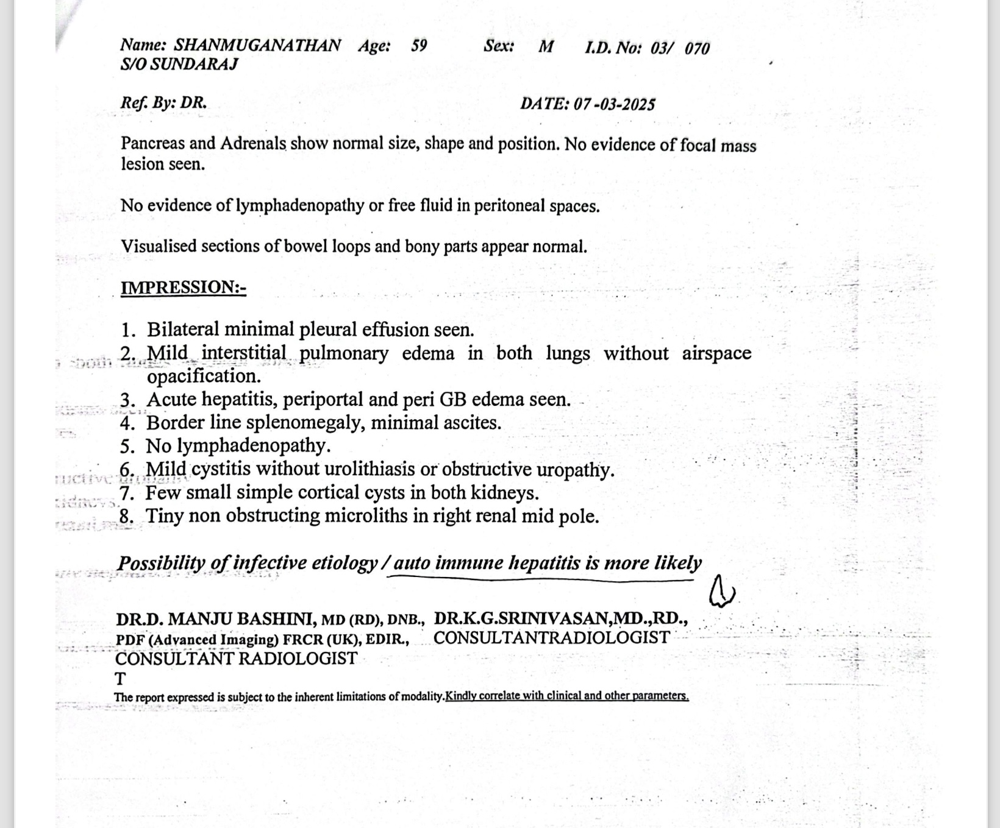 Name: SHANMUGANATHAN Age: 59 Sex: M I.D. No: 03/ 070
S/O SUNDARAJ
Ref. By: DR. DATE: 07-03-2025
Pancreas and Adrenals show normal size, shape and position. No evidence of focal mass
lesion seen.
No evidence of lymphadenopathy or free fluid in peritoneal spaces.
Visualised sections of bowel loops and bony parts appear normal.
IMPRESSION:-
1. Bilateral minimal pleural effusion seen.
2. Mild interstitial pulmonary edema in both lungs without airspace
opacification.
3. Acute hepatitis, periportal and peri GB edema seen.
4. Border line splenomegaly, minimal ascites.
5. No lymphadenopathy.
6. Mild cystitis without urolithiasis or obstructive uropathy.
7. Few small simple cortical cysts in both kidneys.
8. Tiny non obstructing microliths in right renal mid pole.
Possibility of infective etiology / auto immune hepatitis is more likely
DR.D. MANJU BASHINI, MD (RD), DNB., DR.K.G.SRINIVASAN,MD.,RD.,
PDF (Advanced Imaging) FRCR (UK), EDIR., CONSULTANTRADIOLOGIST
CONSULTANT RADIOLOGIST
T
The report expressed is subject to the inherent limitations of modality.Kindly correlate with clinical and other parameters.